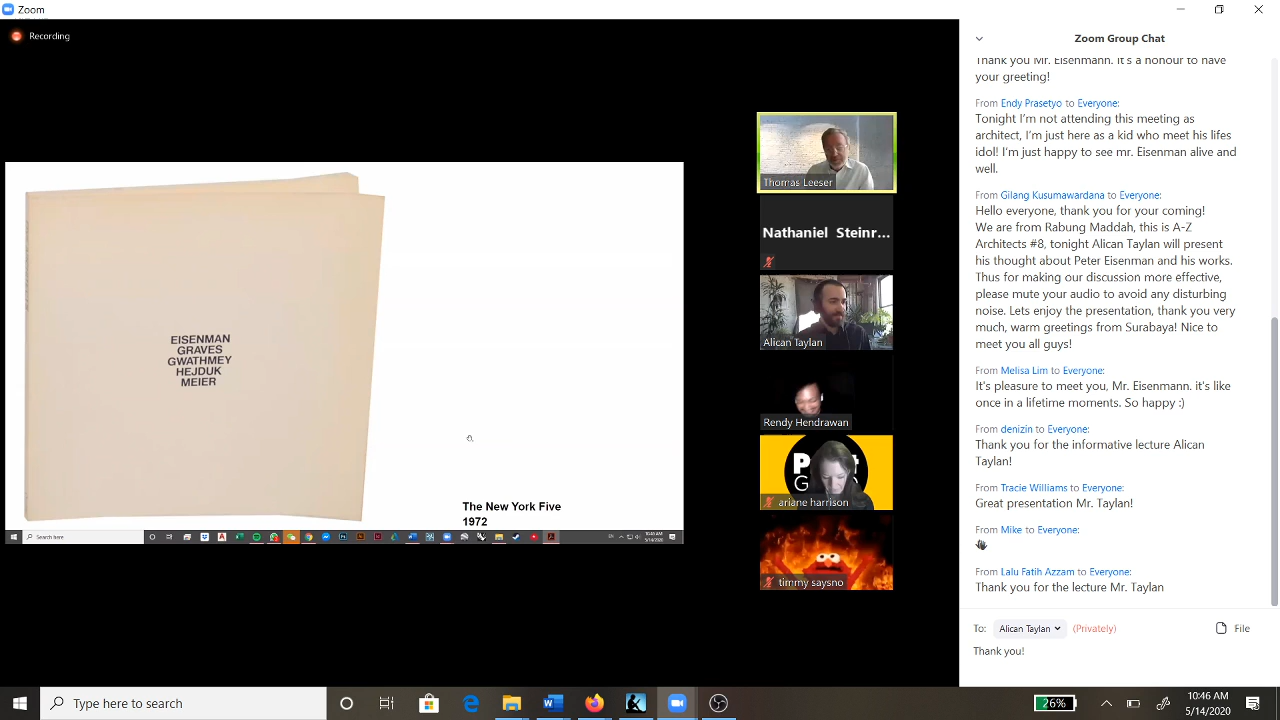 Zoom
Recording
EISENMAN
GRAVES
GWATHMEY
HEJDUK
MEIER
The New York Five
1972
Search here
10:46 AM
5/14/2020
Thomas Leeser
Nathaniel Steinr...
Alican Taylan
Rendy Hendrawan
ariane harrison
timmy saysno
Zoom Group Chat
Thank you Mr. Eisenmann. it's a honour to have
your greeting!
From Endy Prasetyo to Everyone:
Tonight I'm not attending this meeting as
architect, I'm just here as a kid who meet his lifes
idol! I'm just happy to see mr. Eisenman alive and
well.
From Gilang Kusumawardana to Everyone:
Hello everyone, thank you for your coming!
We are from Rabung Maddah, this is A-Z
Architects #8, tonight Alican Taylan will present
his thought about Peter Eisenman and his works.
Thus for making our discussion more effective,
please mute your audio to avoid any disturbing
noise. Lets enjoy the presentation, thank you very
much, warm greetings from Surabaya! Nice to
meet you all guys!
From Melisa Lim to Everyone:
It's pleasure to meet you, Mr. Eisenmann. it's like
once in a lifetime moments. So happy :)
From denizin to Everyone:
Thank you for the informative lecture Alican
Taylan!
From Tracie Williams to Everyone:
Great presentation Mr. Taylan!
From Mike to Everyone:
From Lalu Fatih Azzam to Everyone:
Thank you for the lecture Mr. Taylan
To: Alican Taylan (Privately) File
Thank you!
Type here to search
26%
10:46 AM
5/14/2020